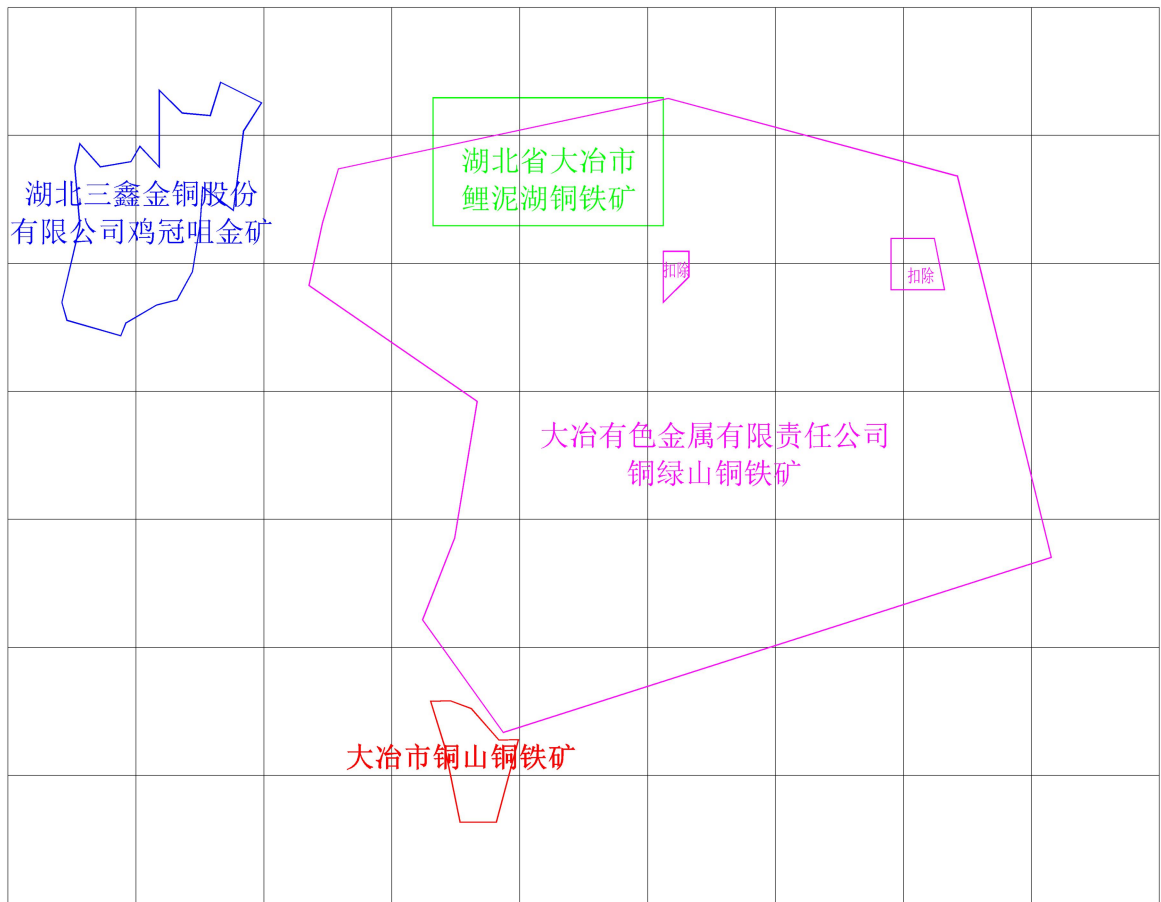 湖北省大冶市
鲤泥湖铜铁矿
湖北三鑫金铜股份
有限公司鸡冠咀金矿
扣除
扣除
大冶有色金属有限责任公司
铜绿山铜铁矿
大冶市铜山铜铁矿